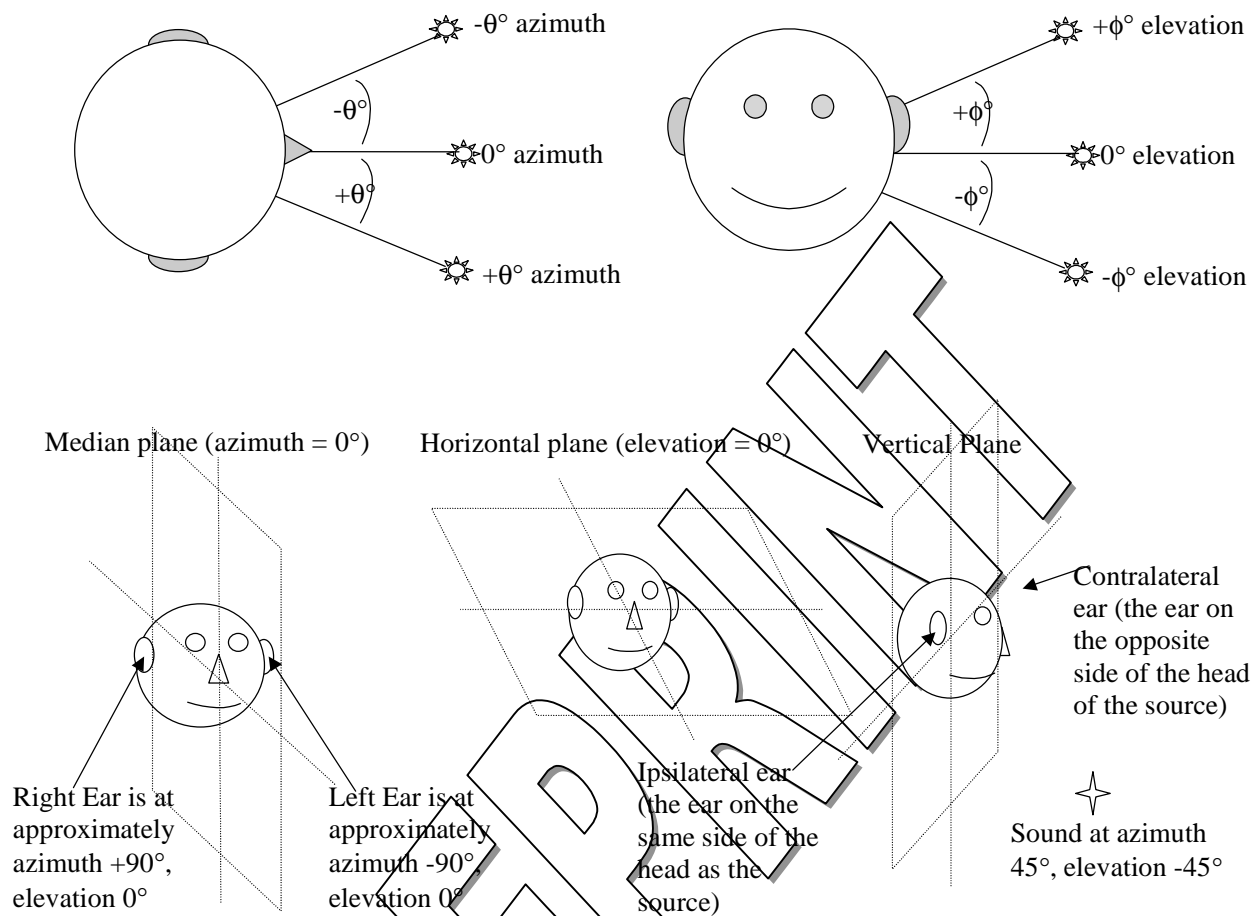 -θ° azimuth
-θ°
0° azimuth
+θ°
+θ° azimuth
+ϕ° elevation
+ϕ°
0° elevation
-ϕ°
-ϕ° elevation
Median plane (azimuth = 0°)
Horizontal plane (elevation = 0°)
Vertical Plane
Contralateral
ear (the ear on
the opposite
side of the head
of the source)
Right Ear is at
approximately
azimuth +90°,
elevation 0°
Left Ear is at
approximately
azimuth -90°,
elevation 0°
Ipsilateral ear
(the ear on the
same side of the
head as the
source)
Sound at azimuth
45°, elevation -45°